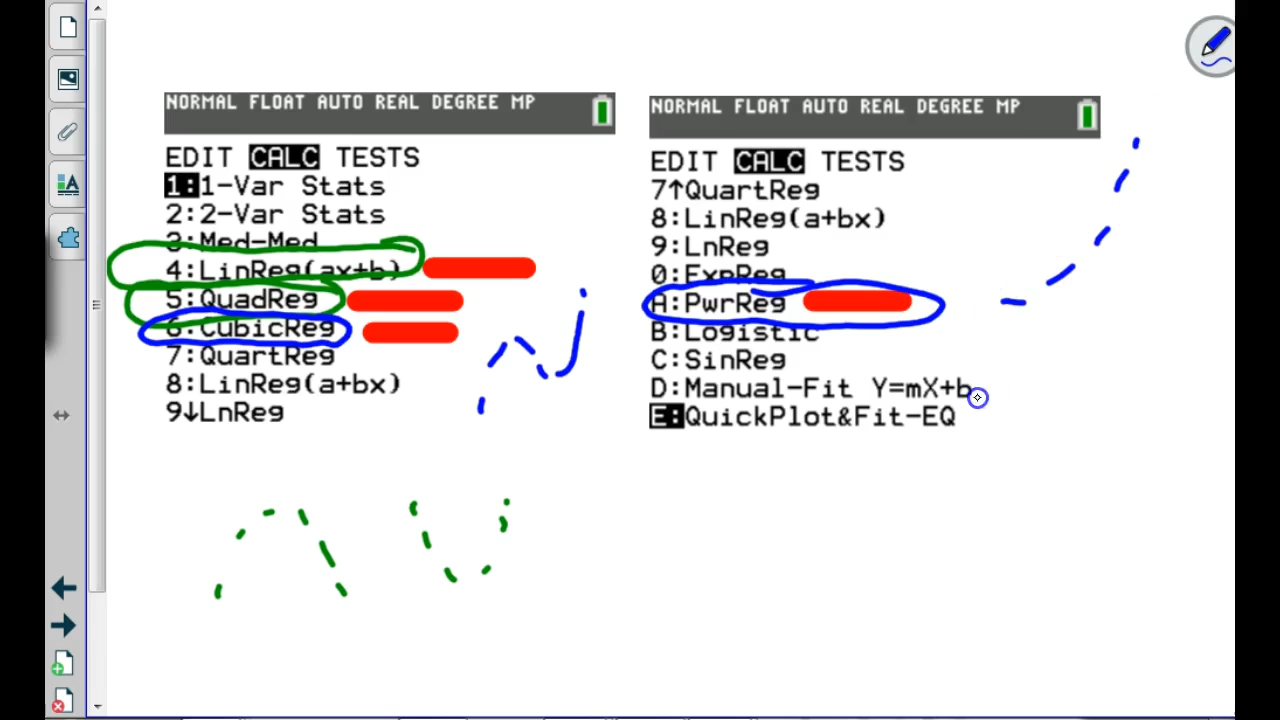 NORMAL FLOAT AUTO REAL DEGREE MP
EDIT CALC TESTS
1:1-Var Stats
2:2-Var Stats
3:Med-Med
4:LinReg(ax+b)
5:QuadReg
6:CubicReg
7:QuartReg
8:LinReg(a+bx)
9↓LnReg
NORMAL FLOAT AUTO REAL DEGREE MP
EDIT CALC TESTS
7↑QuartReg
8:LinReg(a+bx)
9:LnReg
0:ExpReg
A:PwrReg
B:Logistic
C:SinReg
D:Manual-Fit Y=mX+b
E:QuickPlot&Fit-EQ